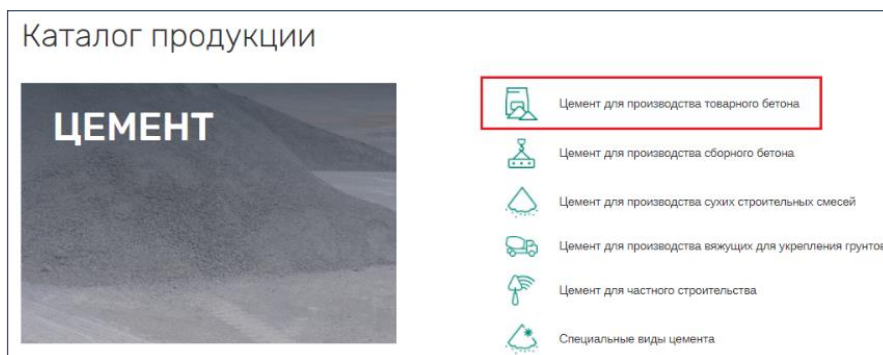 Каталог продукции
ЦЕМЕНТ
Цемент для производства товарного бетона
Цемент для производства сборного бетона
Цемент для производства сухих строительных смесей
Цемент для производства вяжущих для укрепления грунтов
Цемент для частного строительства
Специальные виды цемента